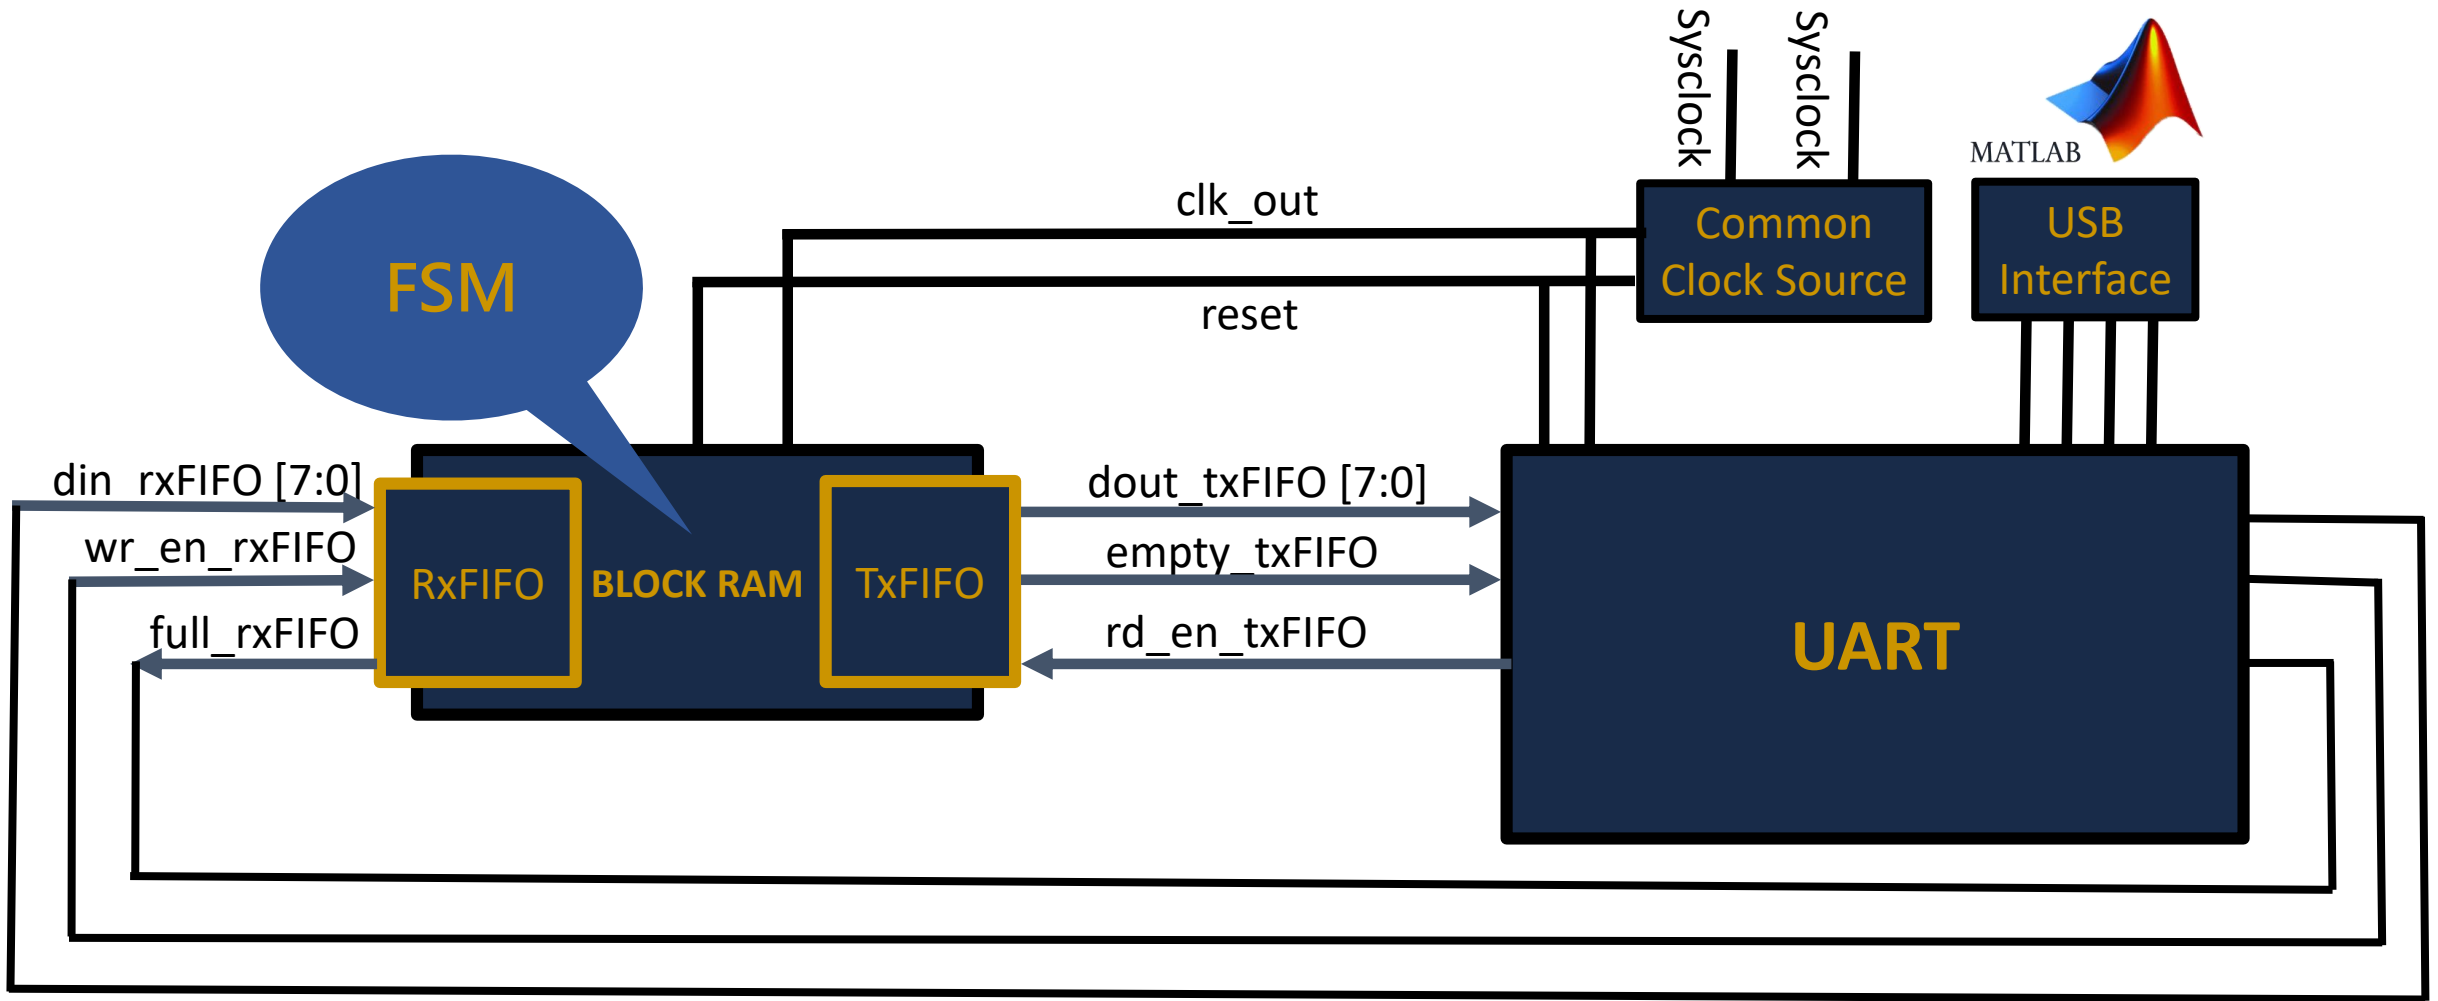 Sysclock
Sysclock
MATLAB
clk_out
Common
Clock Source
USB
Interface
FSM
reset
din_rxFIFO [7:0]
dout_txFIFO [7:0]
wr_en_rxFIFO
empty_txFIFO
RxFIFO
BLOCK RAM
TxFIFO
full_rxFIFO
rd_en_txFIFO
UART